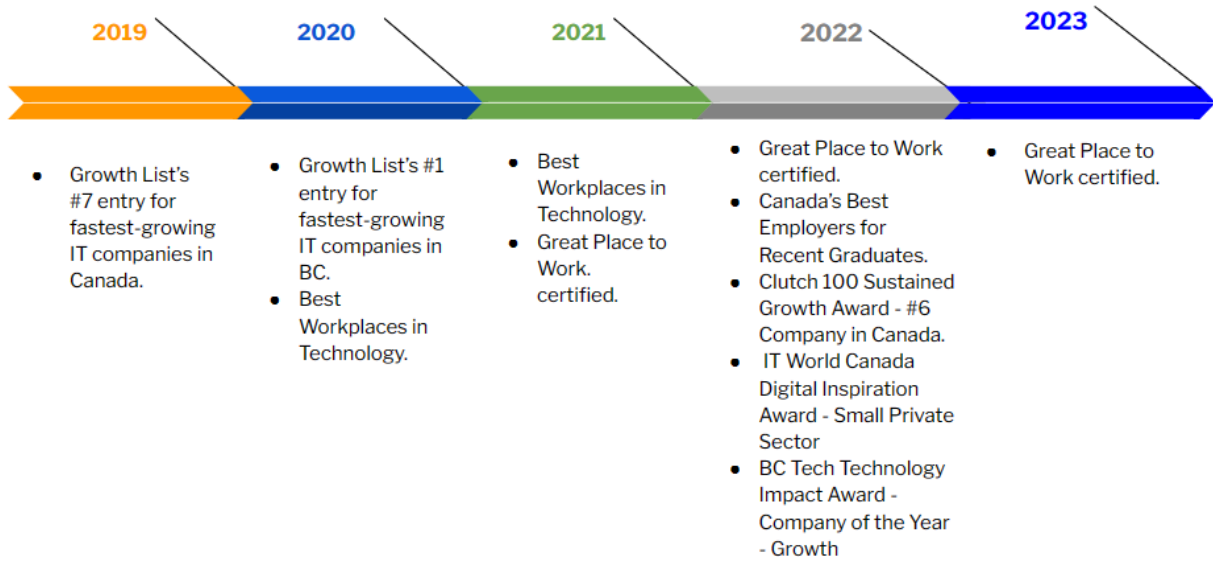 2019
2020
2021
2022
2023
● Growth List's
#7 entry for
fastest-growing
IT companies in
Canada.
● Growth List's #1
entry for
fastest-growing
IT companies in
BC.
● Best
Workplaces in
Technology.
● Best
Workplaces in
Technology.
● Great Place to
Work.
certified.
● Great Place to Work
certified.
● Canada's Best
Employers for
Recent Graduates.
● Clutch 100 Sustained
Growth Award - #6
Company in Canada.
● IT World Canada
Digital Inspiration
Award - Small Private
Sector
● BC Tech Technology
Impact Award -
Company of the Year
- Growth
● Great Place to
Work certified.